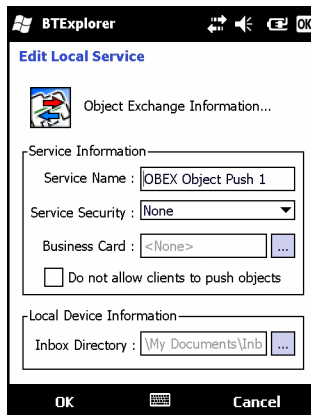 BTExplorer
OK
Edit Local Service
Object Exchange Information...
Service Information
Service Name : OBEX Object Push 1
Service Security : None
Business Card : <None> ...
Do not allow clients to push objects
Local Device Information
Inbox Directory : \My Documents\Inb ...
OK Cancel